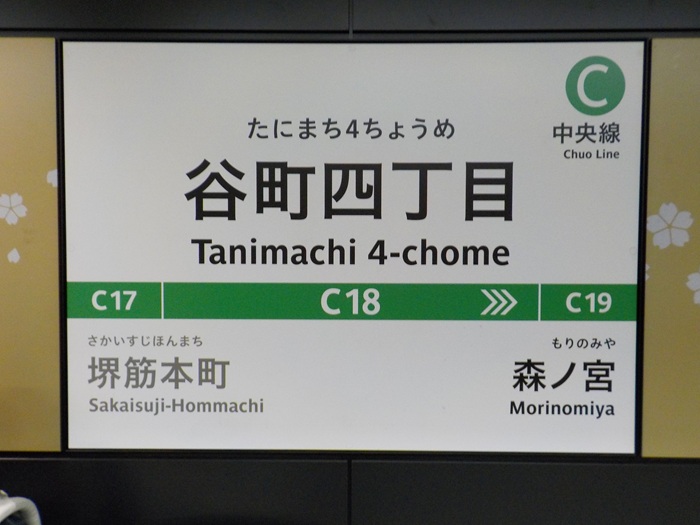 C
中央線
Chuo Line
たにまち4ちょうめ
谷町四丁目
Tanimachi 4-chome
C17 C18 C19
さかいすじほんまち
堺筋本町
Sakaisuji-Hommachi
もりのみや
森ノ宮
Morinomiya